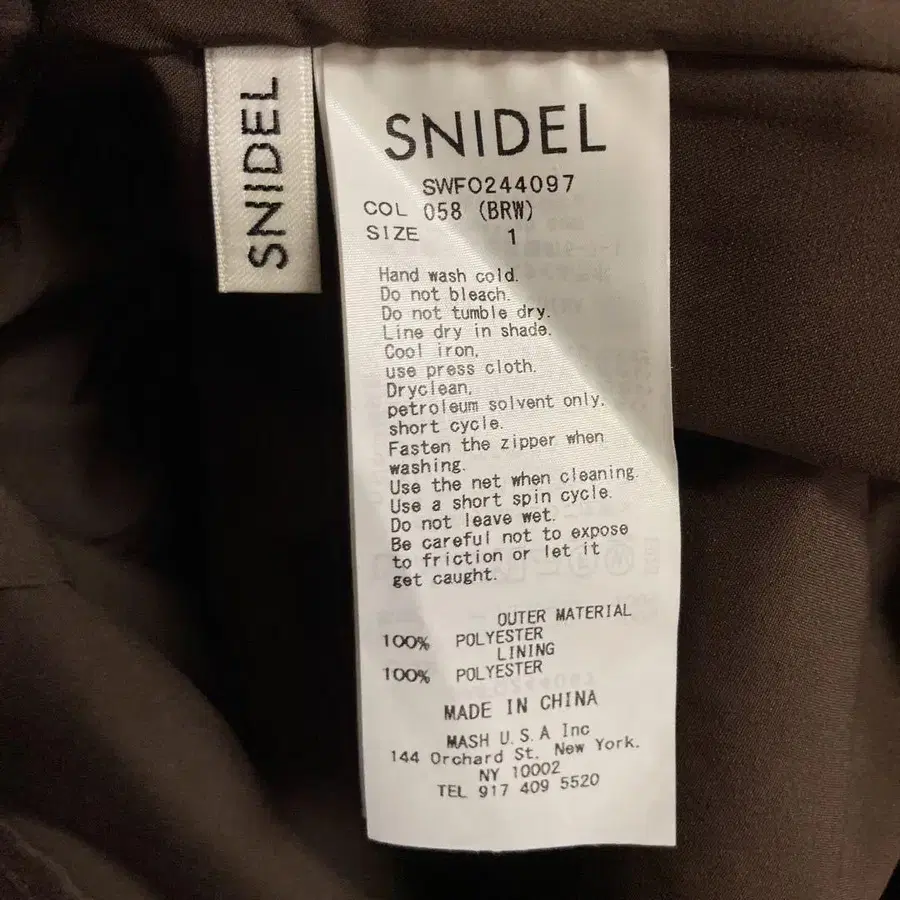 SNIDEL
SNIDEL
SWFO244097
COL 058 (BRW)
SIZE 1
Hand wash cold.
Do not bleach.
Do not tumble dry.
Line dry in shade.
Cool iron,
use press cloth.
Dryclean,
petroleum solvent only,
short cycle.
Fasten the zipper when
washing.
Use the net when cleaning.
Use a short spin cycle.
Do not leave wet.
Be careful not to expose
to friction or let it
get caught.
OUTER MATERIAL
100% POLYESTER
LINING
100% POLYESTER
MADE IN CHINA
MASH U.S.A Inc
144 Orchard St. New York.
NY 10002
TEL 917 409 5520